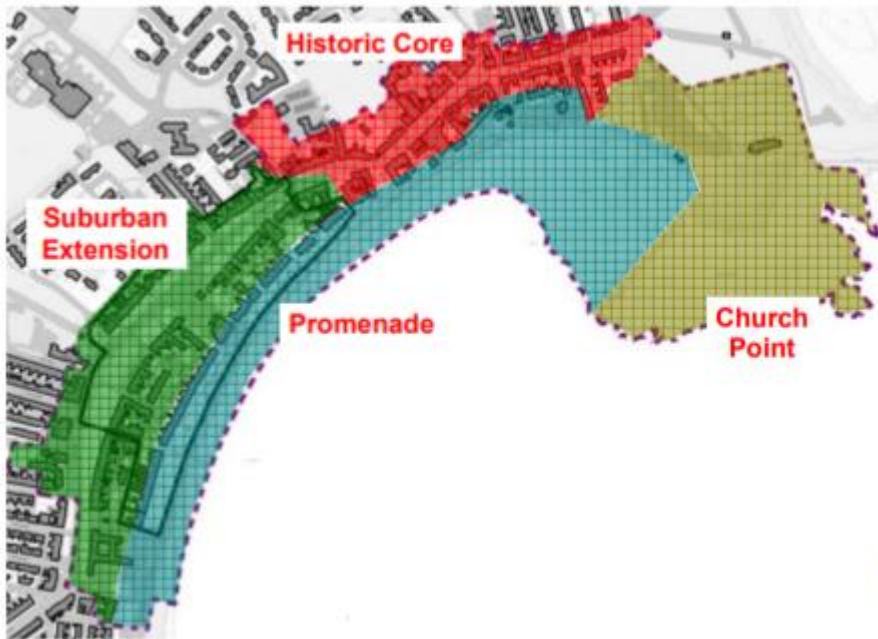 Historic Core
Suburban
Extension
Promenade
Church
Point